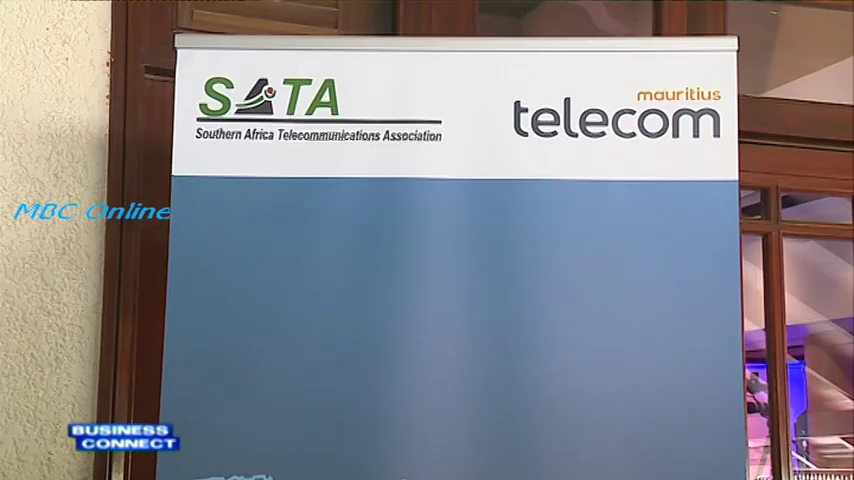 SATA
Southern Africa Telecommunications Association
mauritius
telecom
MBC Online
BUSINESS
CONNECT